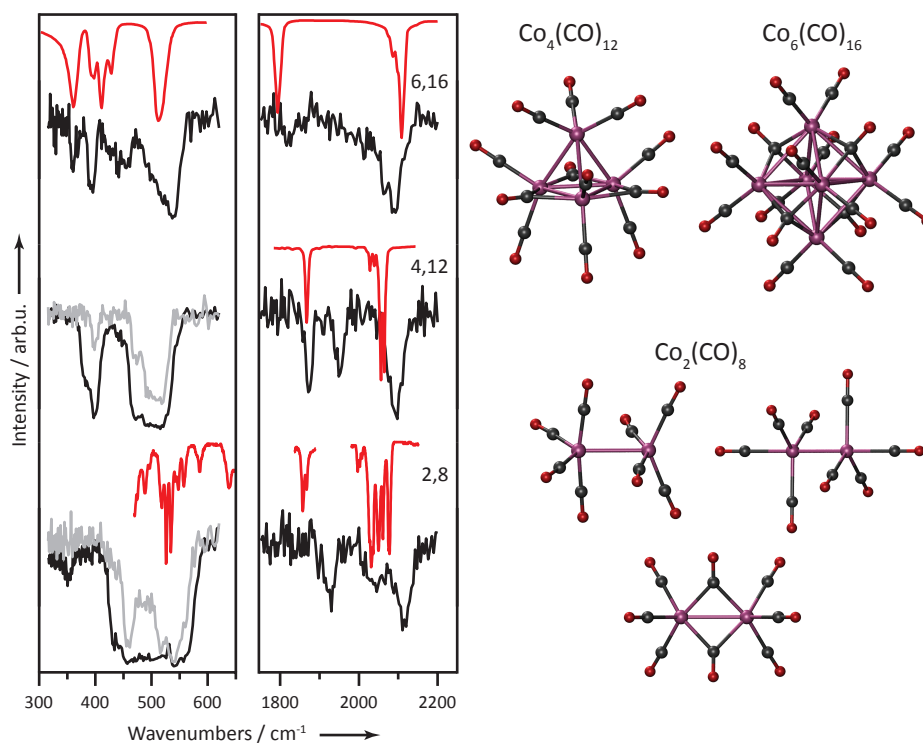 Intensity / arb.u.
6,16
4,12
2,8
300 400 500 600
1800 2000 2200
Wavenumbers / cm⁻¹
Co₄(CO)₁₂
Co₆(CO)₁₆
Co₂(CO)₈